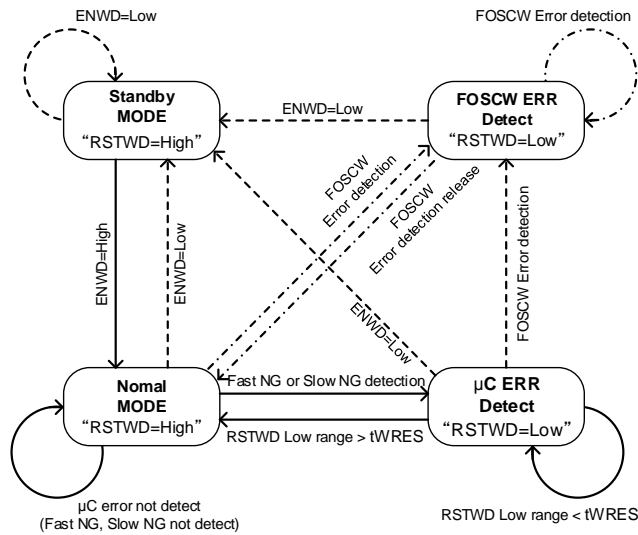 ENWD=Low
FOSCW Error detection
Standby
MODE
“RSTWD=High”
ENWD=Low
FOSCW ERR
Detect
“RSTWD=Low”
FOSCW
Error detection
FOSCW
Error detection release
ENWD=High
ENWD=Low
FOSCW Error detection
ENWD=Low
Nomal
MODE
“RSTWD=High”
Fast NG or Slow NG detection
RSTWD Low range > tWRES
µC ERR
Detect
“RSTWD=Low”
µC error not detect
(Fast NG, Slow NG not detect)
RSTWD Low range < tWRES